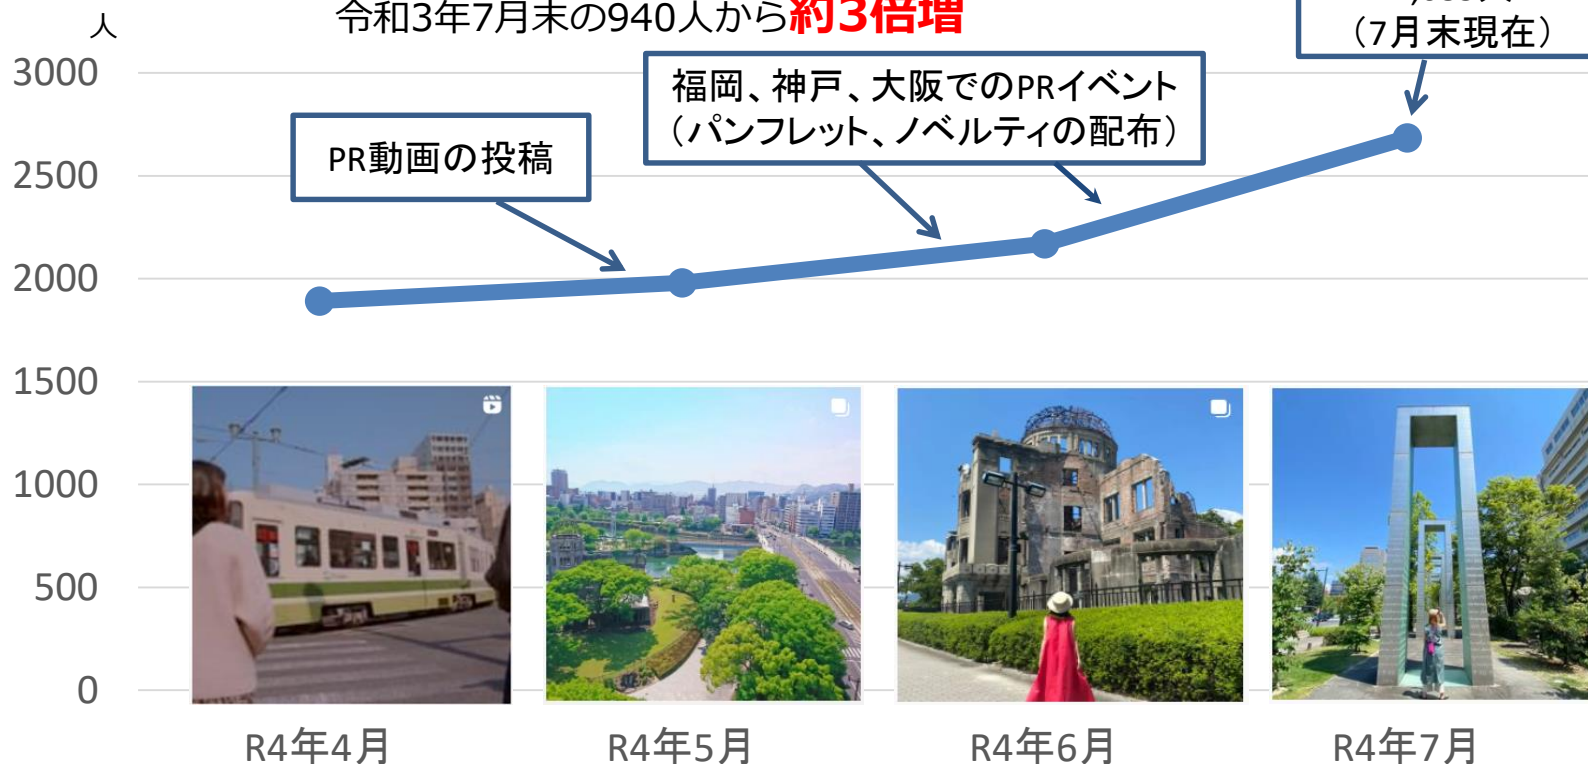 令和3年7月末の940人から約3倍増
人
(7月末現在)
3000
福岡、神戸、大阪でのPRイベント
(パンフレット、ノベルティの配布)
PR動画の投稿
2500
2000
1500
1000
500
0
R4年4月
R4年5月
R4年6月
R4年7月